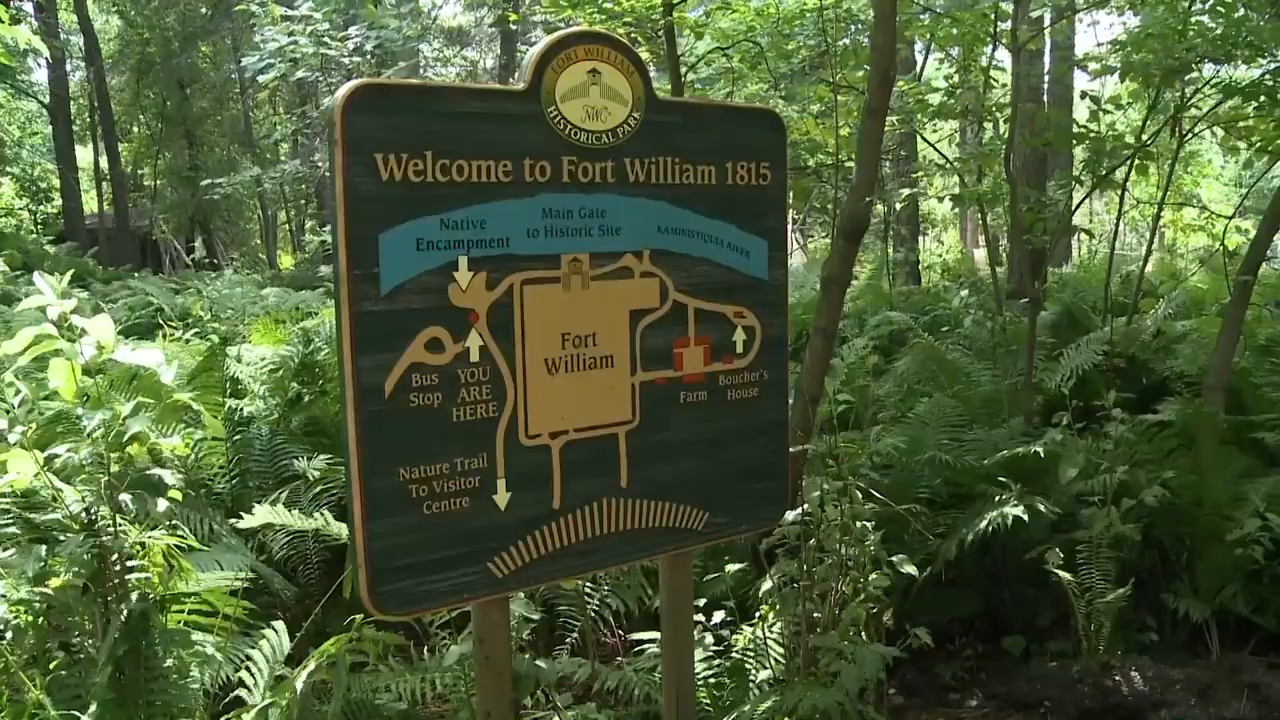 FORT WILLIAM
NWCo
HISTORICAL PARK
Welcome to Fort William 1815
Native
Encampment
Main Gate
to Historic Site
KAMINISTIQUIA RIVER
Fort
William
Bus
Stop
YOU
ARE
HERE
Farm
Boucher's
House
Nature Trail
To Visitor
Centre